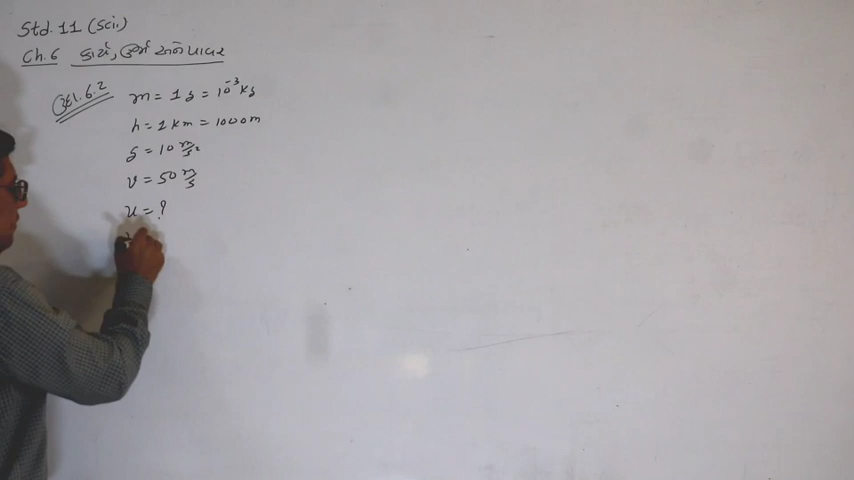 Std. 11 (Sci.)
Ch. 6 કાર્ય, ઊર્જા અને પાવર
ઉદા. 6.2
m = 1 g = 10⁻³ kg
h = 1 km = 1000 m
g = 10 m/s²
v = 50 m/s
u = ?